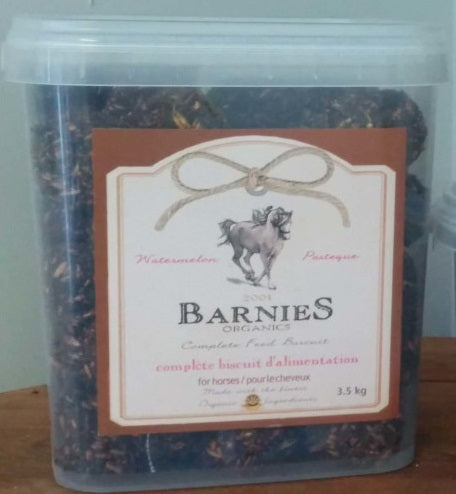 Watermelon Pasteque
2001
BARNIES
ORGANICS
Complete Feed Biscuit
complète biscuit d'alimentation
for horses / pour le cheveux
Made with the finest
Organic Ingredients
3.5 kg